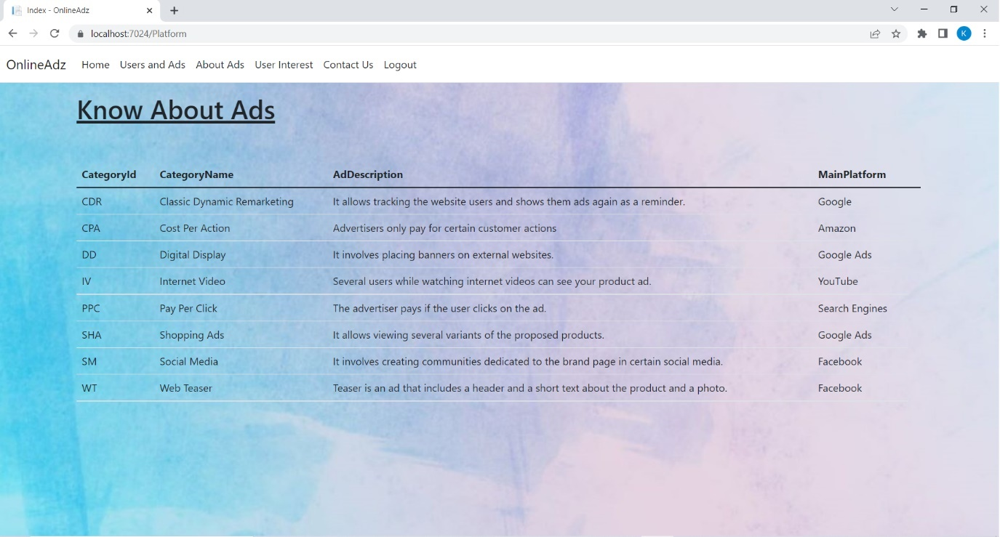 Index - OnlineAdz
localhost:7024/Platform
K
OnlineAdz Home Users and Ads About Ads User Interest Contact Us Logout
Know About Ads
CategoryId CategoryName AdDescription MainPlatform
CDR Classic Dynamic Remarketing It allows tracking the website users and shows them ads again as a reminder. Google
CPA Cost Per Action Advertisers only pay for certain customer actions Amazon
DD Digital Display It involves placing banners on external websites. Google Ads
IV Internet Video Several users while watching internet videos can see your product ad. YouTube
PPC Pay Per Click The advertiser pays if the user clicks on the ad. Search Engines
SHA Shopping Ads It allows viewing several variants of the proposed products. Google Ads
SM Social Media It involves creating communities dedicated to the brand page in certain social media. Facebook
WT Web Teaser Teaser is an ad that includes a header and a short text about the product and a photo. Facebook